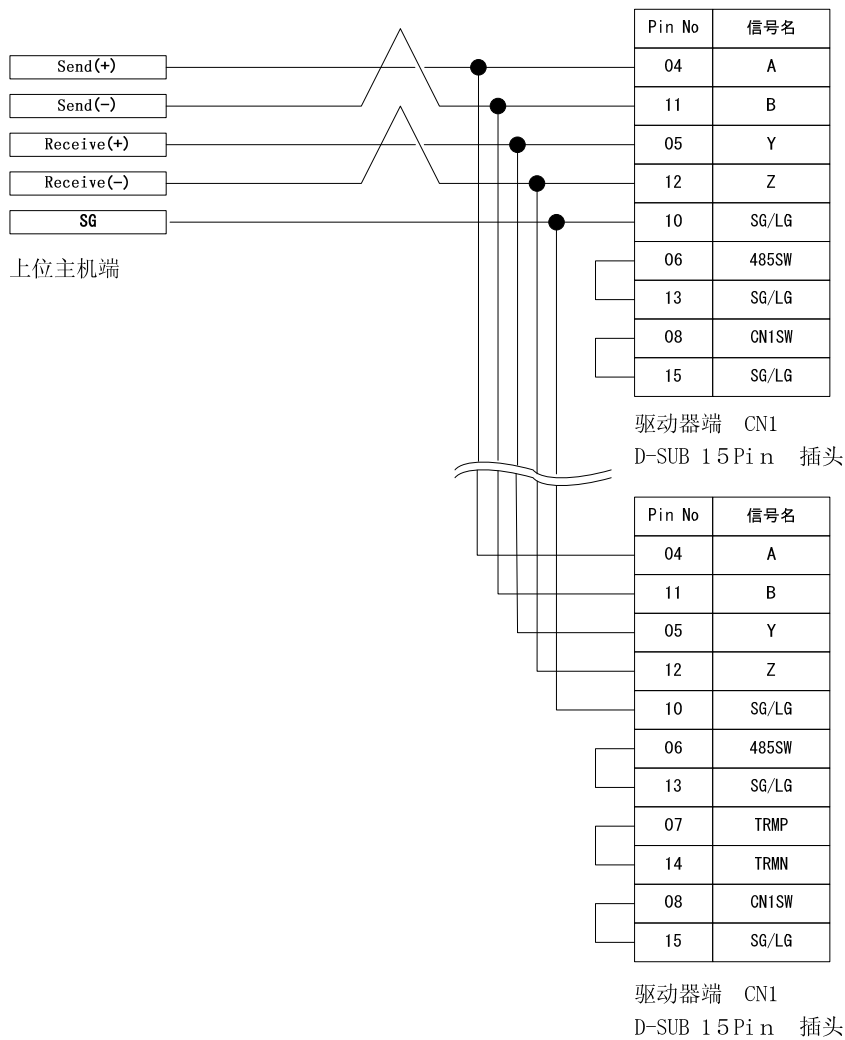 Pin No 信号名
Send(+) 04 A
Send(-) 11 B
Receive(+) 05 Y
Receive(-) 12 Z
SG 10 SG/LG
上位主机端 06 485SW
13 SG/LG
08 CN1SW
15 SG/LG
驱动器端 CN1
D-SUB 15Pin 插头
Pin No 信号名
04 A
11 B
05 Y
12 Z
10 SG/LG
06 485SW
13 SG/LG
07 TRMP
14 TRMN
08 CN1SW
15 SG/LG
驱动器端 CN1
D-SUB 15Pin 插头